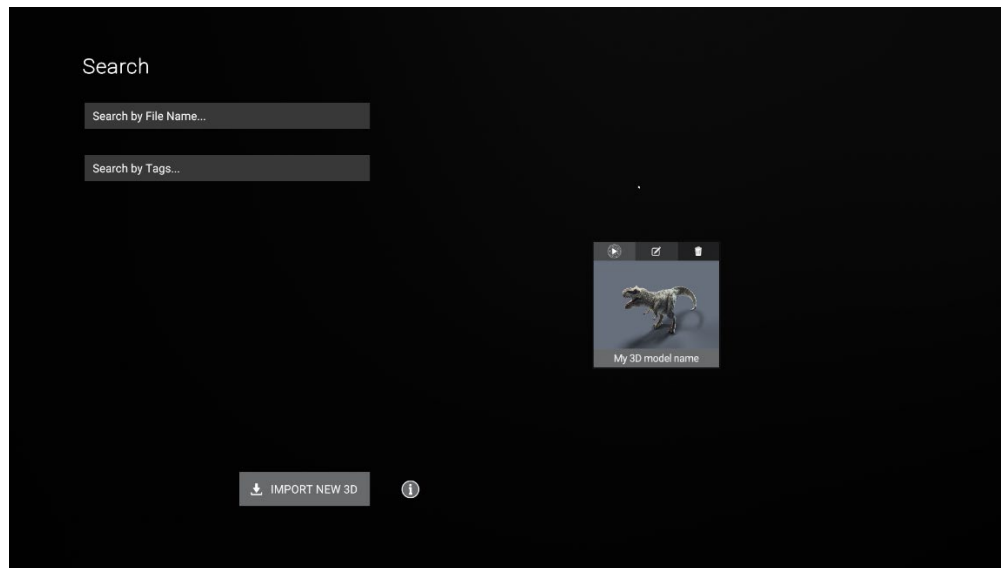 Search
Search by File Name...
Search by Tags...
My 3D model name
IMPORT NEW 3D